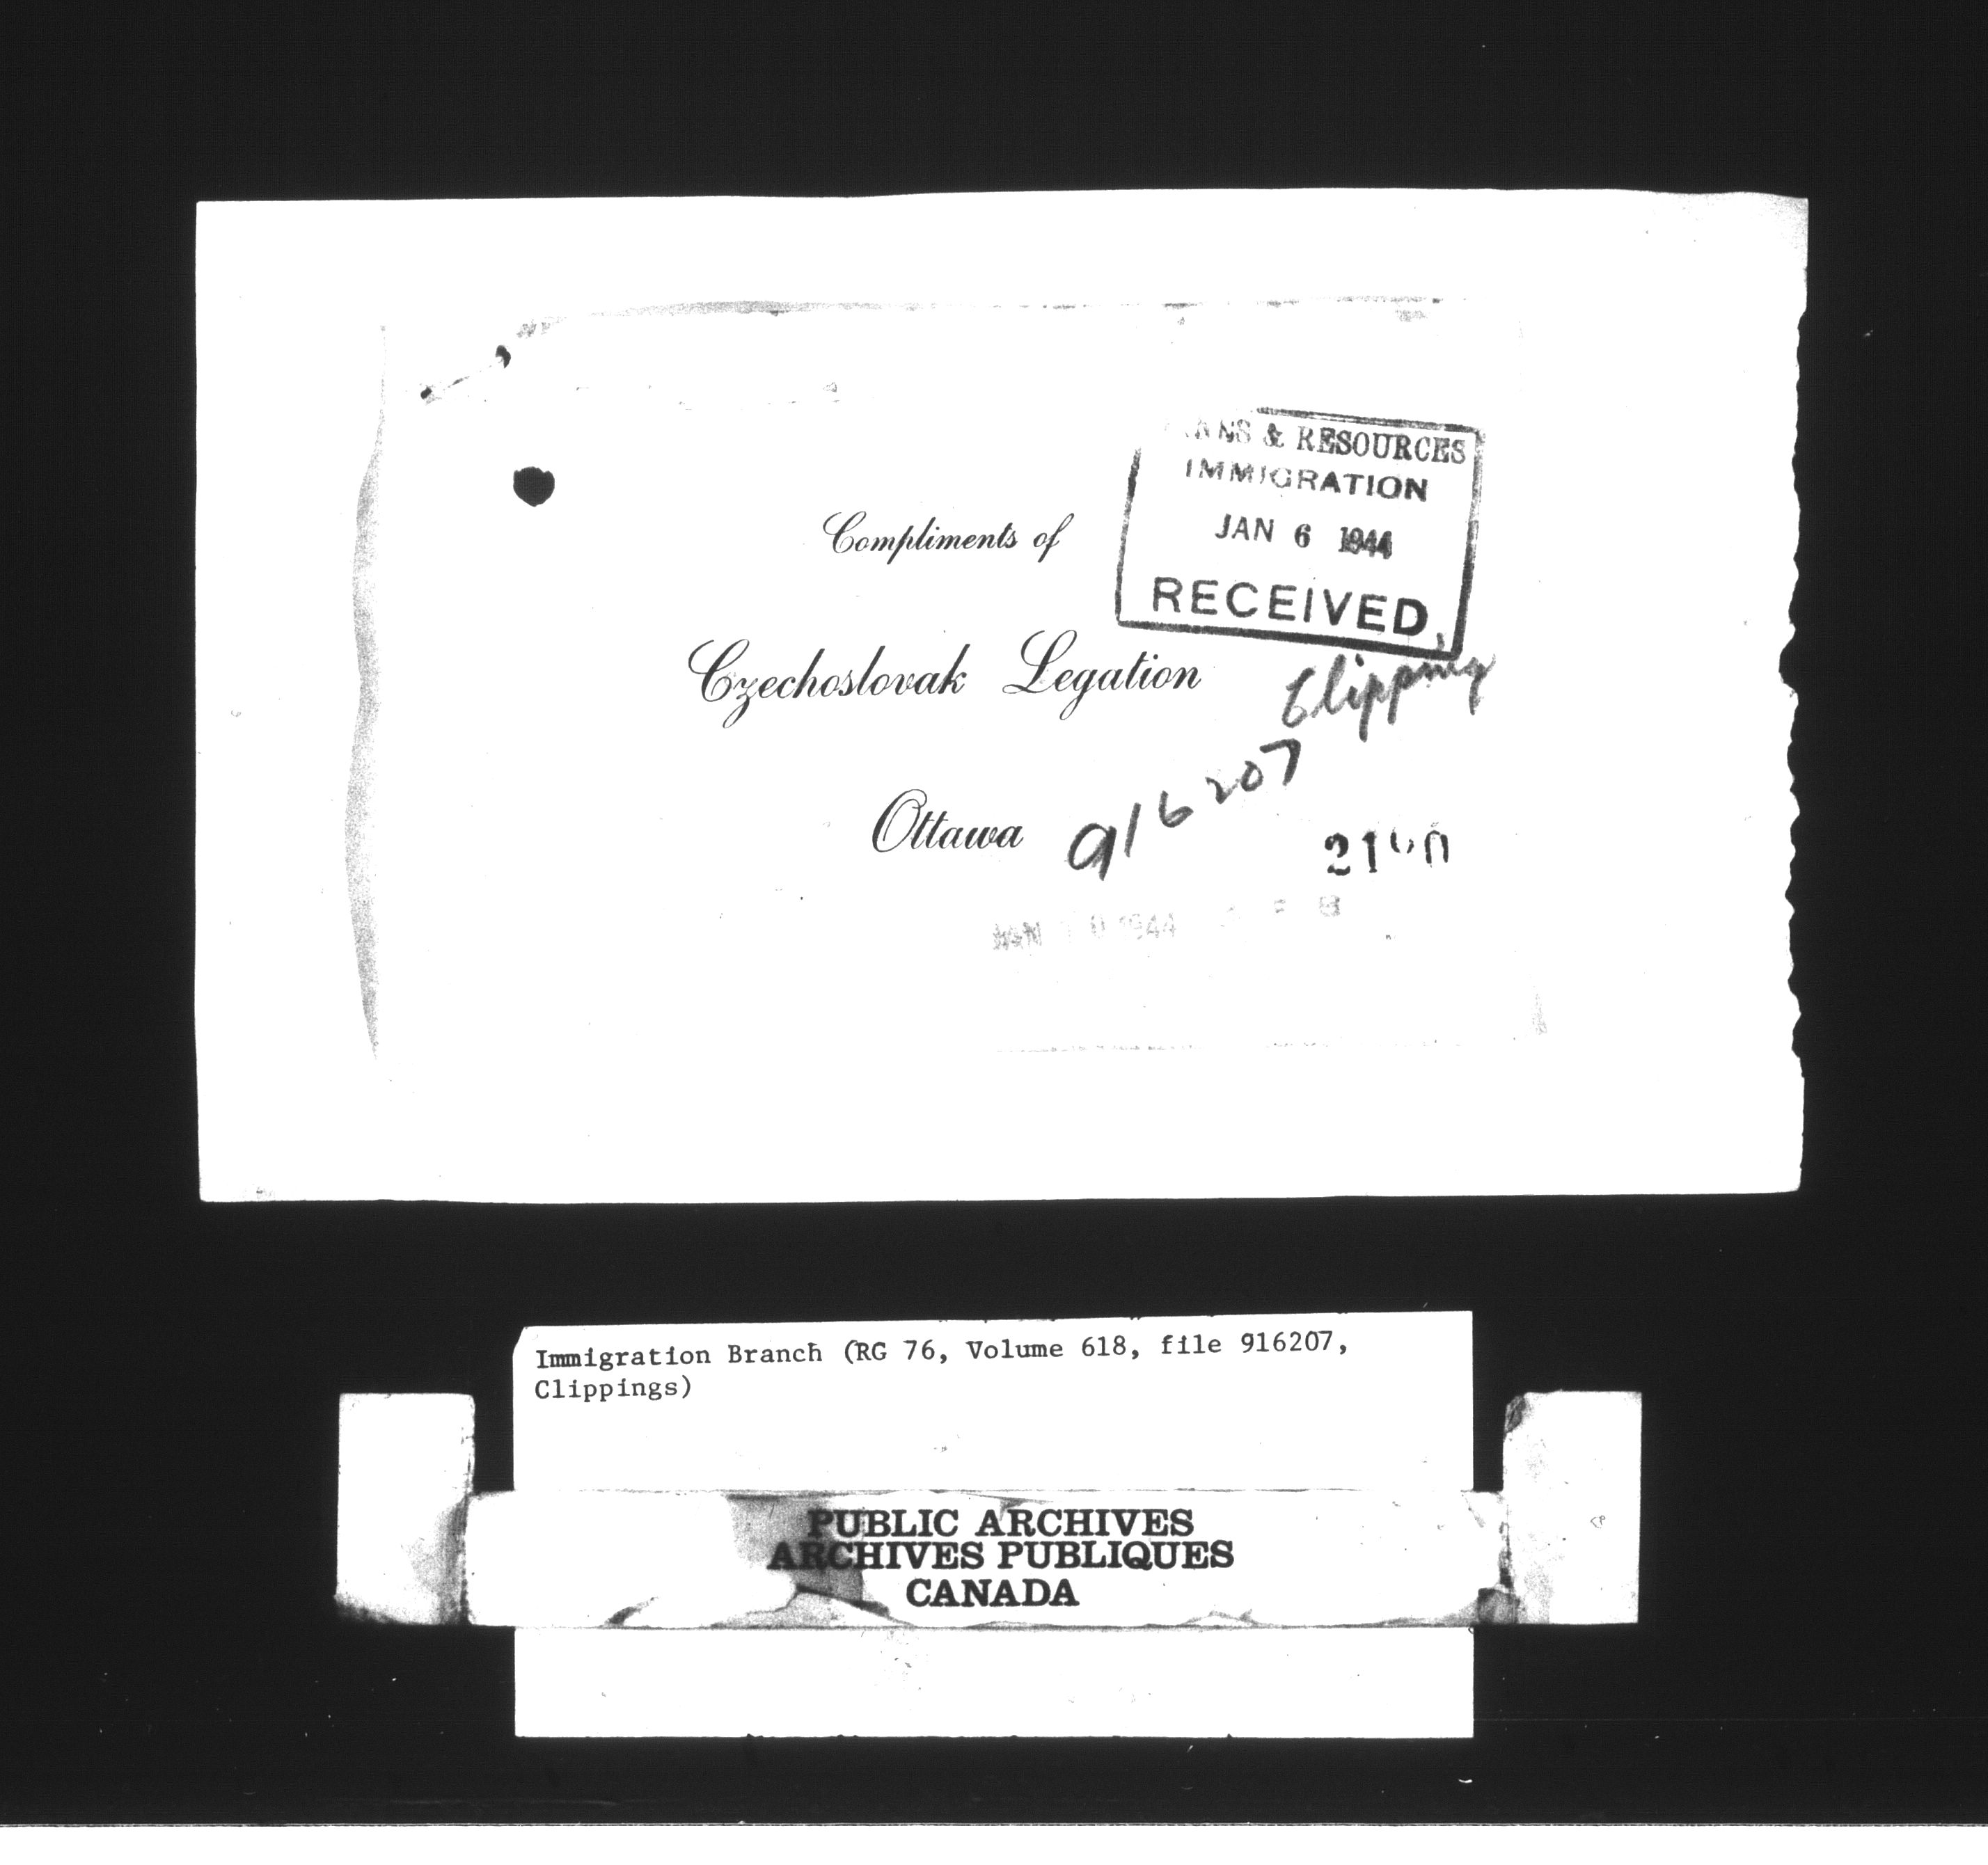 & RESOURCES
IMMIGRATION
JAN 6 1944
RECEIVED
Compliments of
Czechoslovak Legation
Clipping
Ottawa
916207
1944
Immigration Branch (RG 76, Volume 618, file 916207,
Clippings)
PUBLIC ARCHIVES
ARCHIVES PUBLIQUES
CANADA